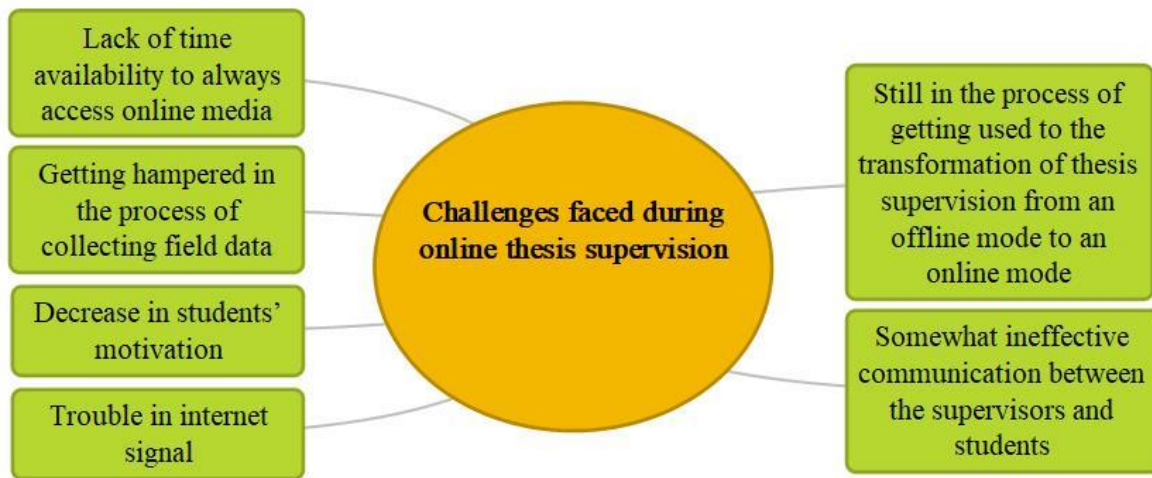 Lack of time
availability to always
access online media
Getting hampered in
the process of
collecting field data
Decrease in students’
motivation
Trouble in internet
signal
Challenges faced during
online thesis supervision
Still in the process of
getting used to the
transformation of thesis
supervision from an
offline mode to an
online mode
Somewhat ineffective
communication between
the supervisors and
students